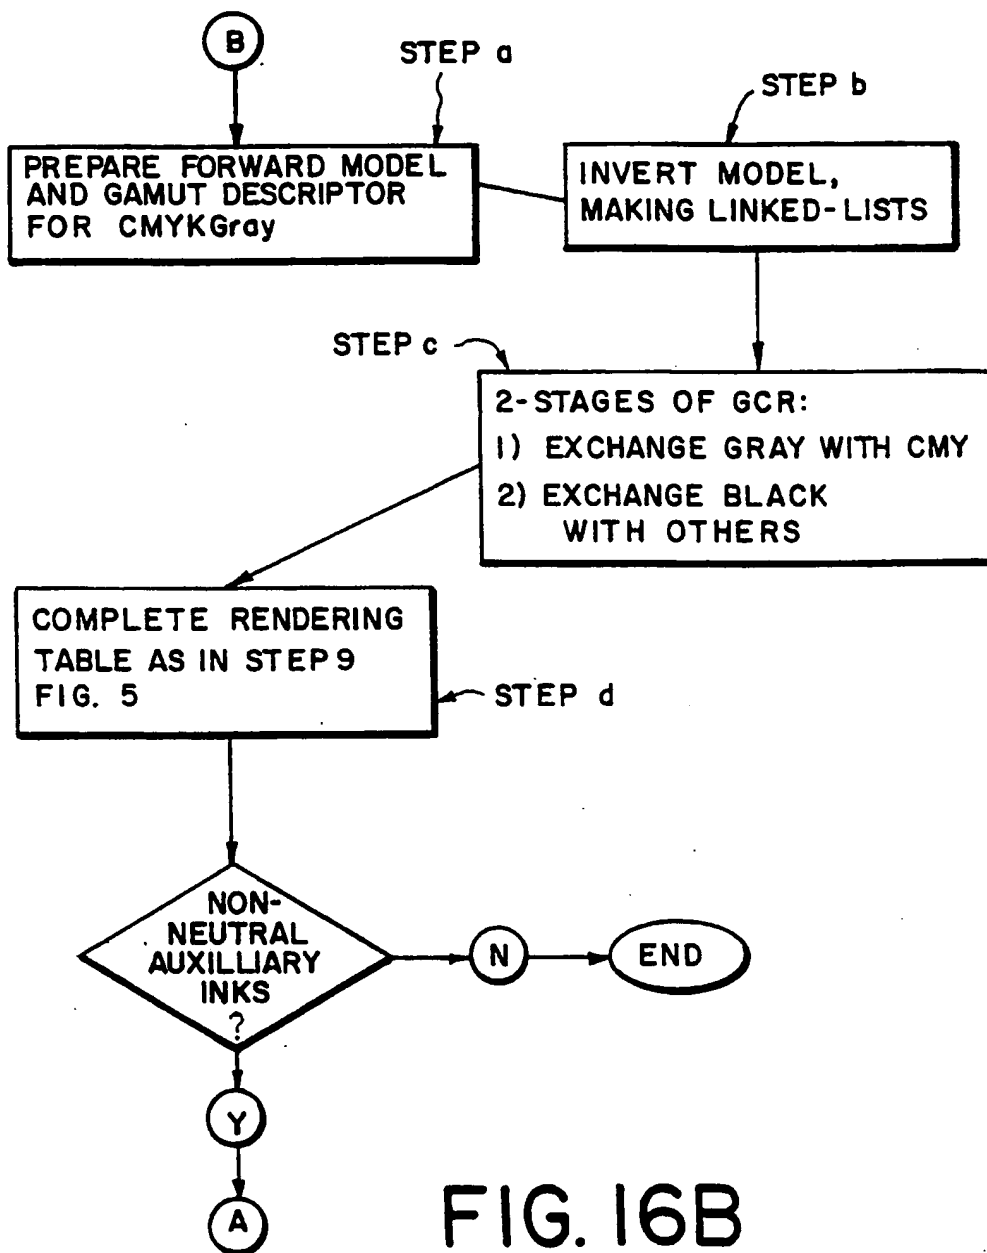 B
STEP a
PREPARE FORWARD MODEL
AND GAMUT DESCRIPTOR
FOR CMYKGray
STEP b
INVERT MODEL,
MAKING LINKED-LISTS
STEP c
2-STAGES OF GCR:
1) EXCHANGE GRAY WITH CMY
2) EXCHANGE BLACK
WITH OTHERS
COMPLETE RENDERING
TABLE AS IN STEP 9
FIG. 5
STEP d
NON-
NEUTRAL
AUXILLIARY
INKS
?
N
END
Y
A
FIG. 16B